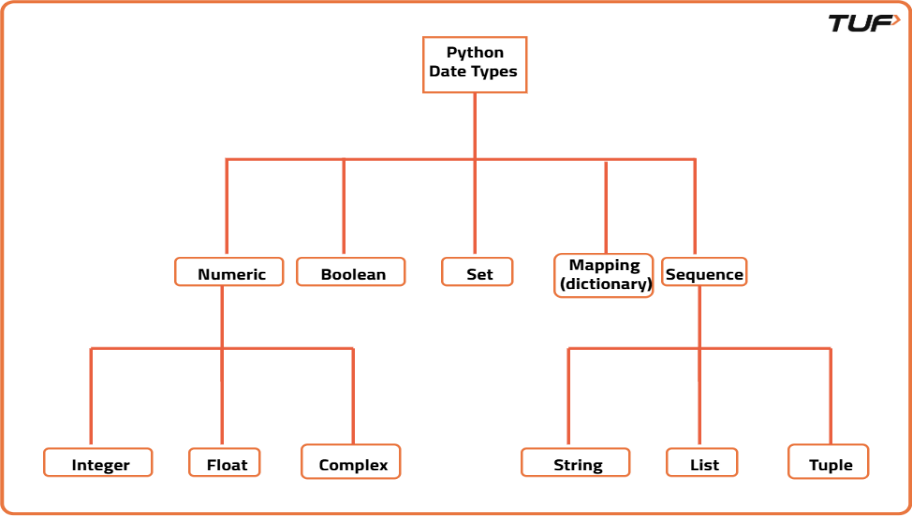 TUF
Python
Date Types
Numeric
Boolean
Set
Mapping
(dictionary)
Sequence
Integer
Float
Complex
String
List
Tuple